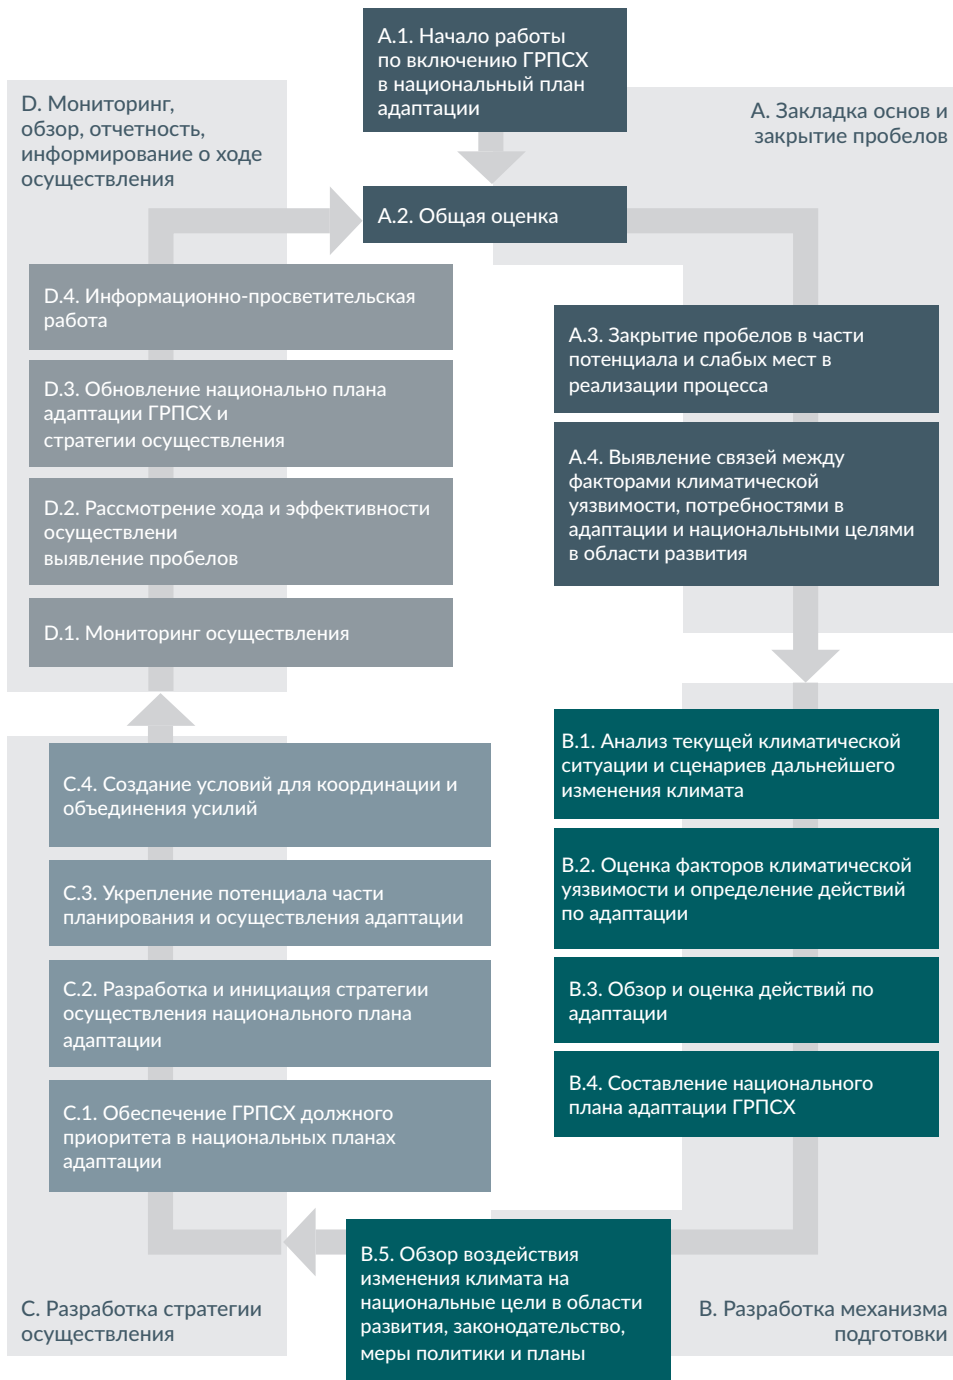 A.1. Начало работы
по включению ГРПСХ
в национальный план
адаптации
D. Мониторинг,
обзор, отчетность,
информирование о ходе
осуществления
A. Закладка основ и
закрытие пробелов
A.2. Общая оценка
D.4. Информационно-просветительская
работа
D.3. Обновление национально плана
адаптации ГРПСХ и
стратегии осуществления
D.2. Рассмотрение хода и эффективности
осуществлени
выявление пробелов
D.1. Мониторинг осуществления
A.3. Закрытие пробелов в части
потенциала и слабых мест в
реализации процесса
A.4. Выявление связей между
факторами климатической
уязвимости, потребностями в
адаптации и национальными целями
в области развития
B.1. Анализ текущей климатической
ситуации и сценариев дальнейшего
изменения климата
B.2. Оценка факторов климатической
уязвимости и определение действий
по адаптации
B.3. Обзор и оценка действий по
адаптации
B.4. Составление национального
плана адаптации ГРПСХ
C.4. Создание условий для координации и
объединения усилий
C.3. Укрепление потенциала части
планирования и осуществления адаптации
C.2. Разработка и инициация стратегии
осуществления национального плана
адаптации
C.1. Обеспечение ГРПСХ должного
приоритета в национальных планах
адаптации
B.5. Обзор воздействия
изменения климата на
национальные цели в области
развития, законодательство,
меры политики и планы
C. Разработка стратегии
осуществления
B. Разработка механизма
подготовки